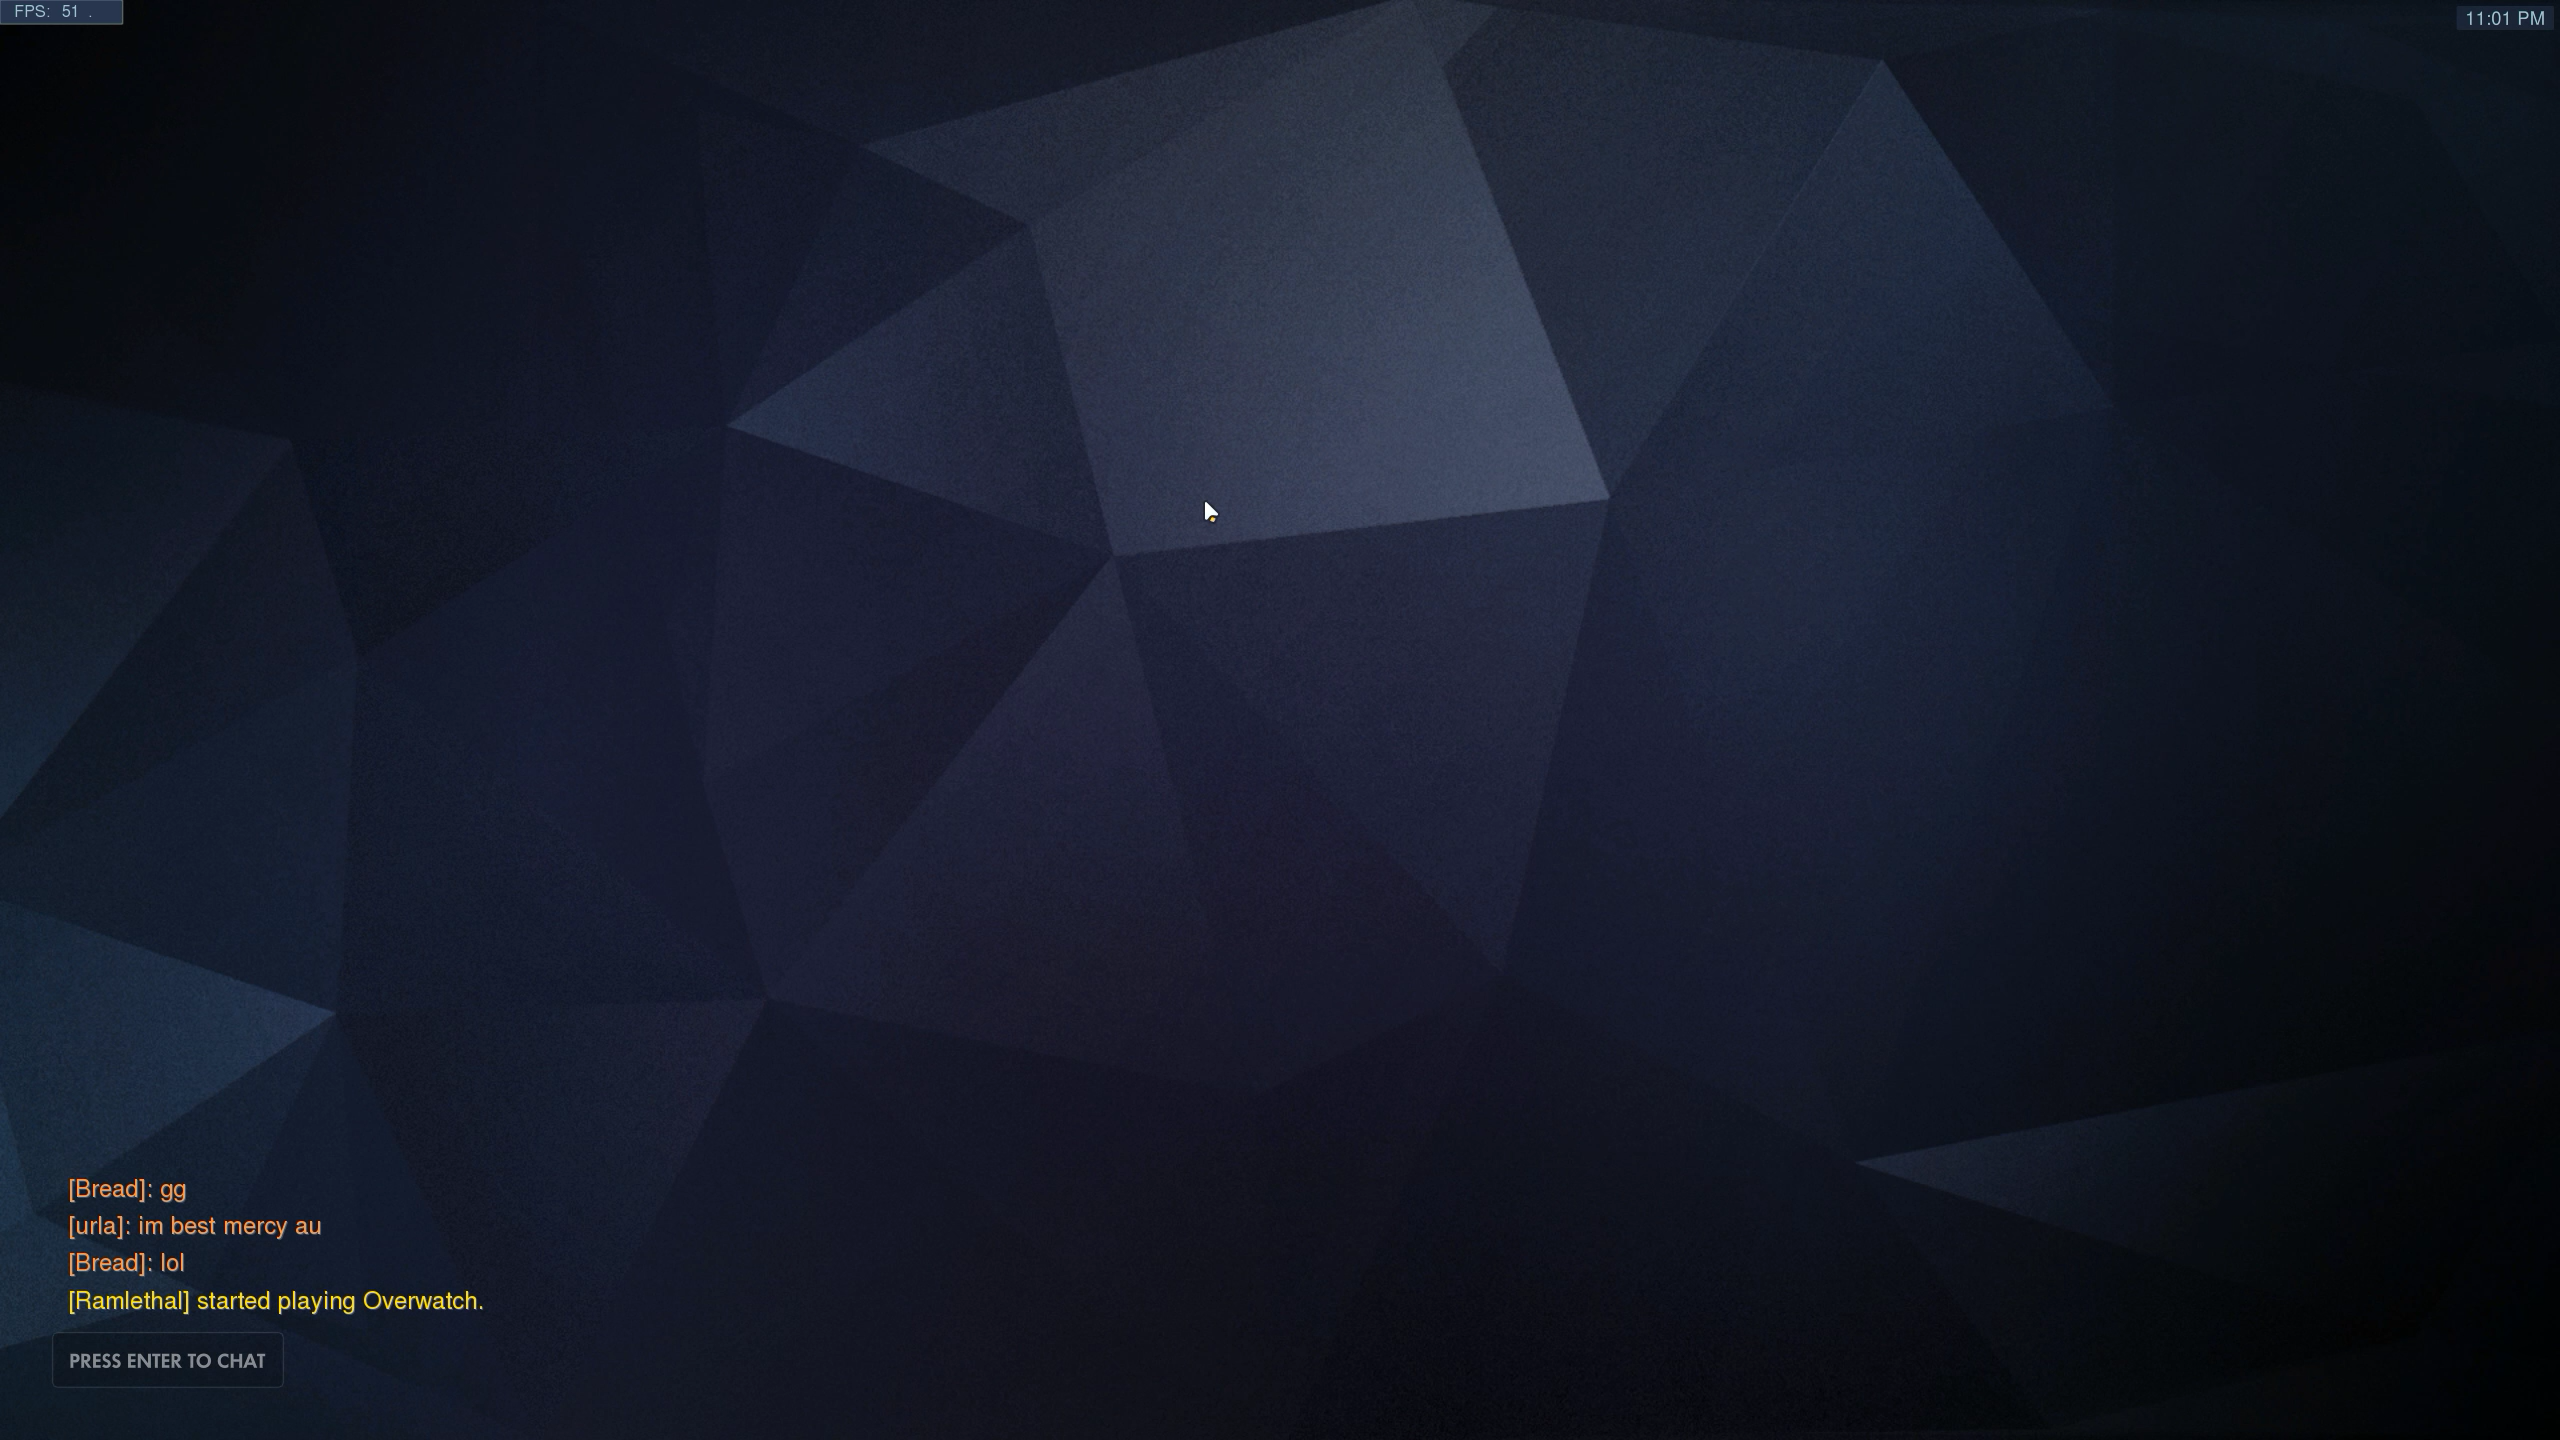 FPS: 51 .
11:01 PM
[Bread]: gg
[urla]: im best mercy au
[Bread]: lol
[Ramlethal] started playing Overwatch.
PRESS ENTER TO CHAT